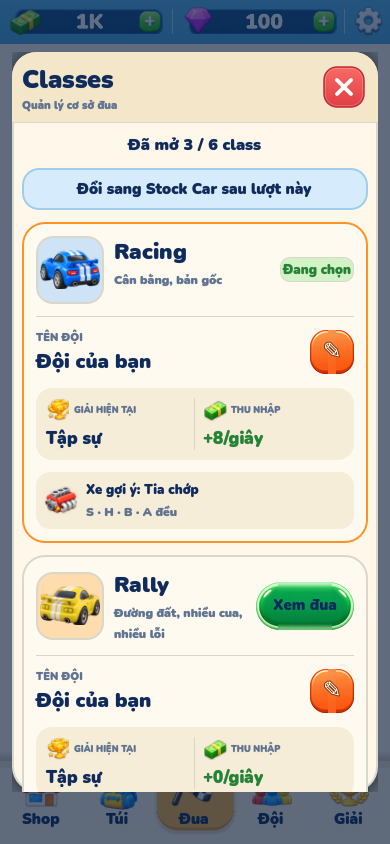 1K
100
Classes
Quản lý cơ sở đua
Đã mở 3 / 6 class
Đổi sang Stock Car sau lượt này
Racing
Cân bằng, bản gốc
Đang chọn
TÊN ĐỘI
Đội của bạn
GIẢI HIỆN TẠI
THU NHẬP
Tập sự
+8/giây
Xe gợi ý: Tia chớp
S · H · B · A đều
Rally
Đường đất, nhiều cua,
nhiều lỗi
Xem đua
TÊN ĐỘI
Đội của bạn
GIẢI HIỆN TẠI
THU NHẬP
Tập sự
+0/giây
Shop
Túi
Đua
Đội
Giải